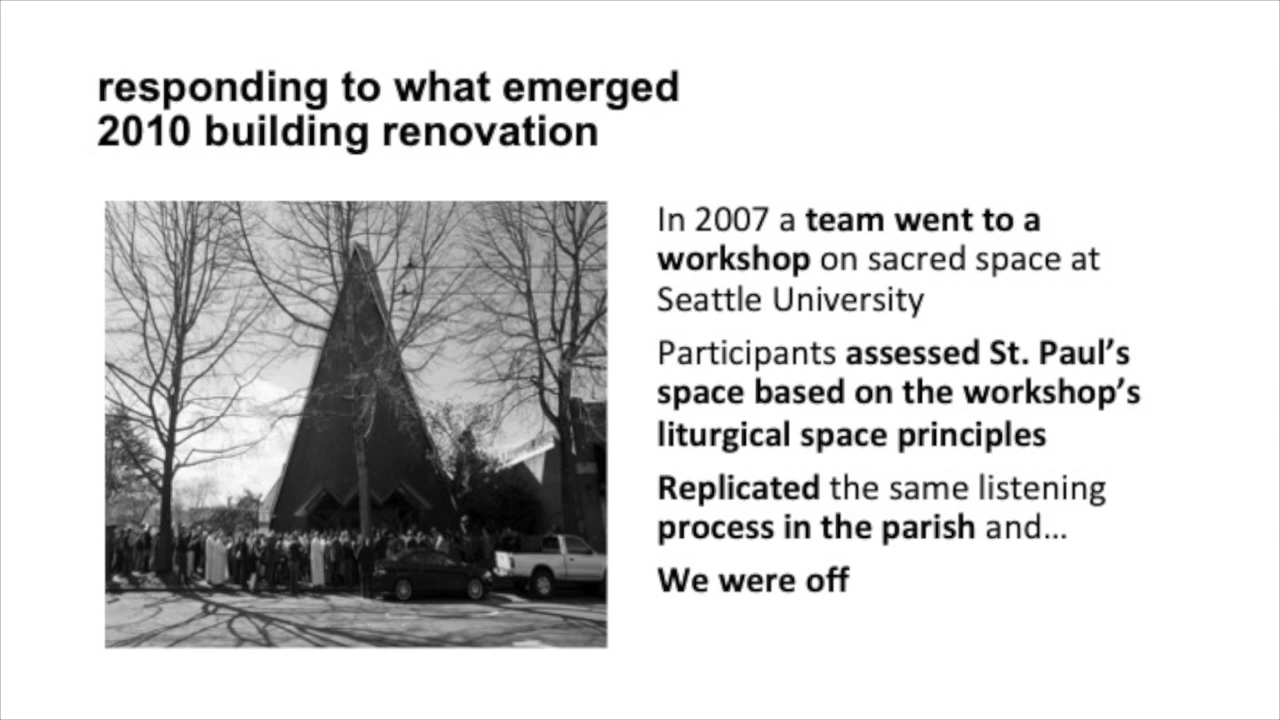 responding to what emerged
2010 building renovation
In 2007 a team went to a
workshop on sacred space at
Seattle University
Participants assessed St. Paul’s
space based on the workshop’s
liturgical space principles
Replicated the same listening
process in the parish and…
We were off